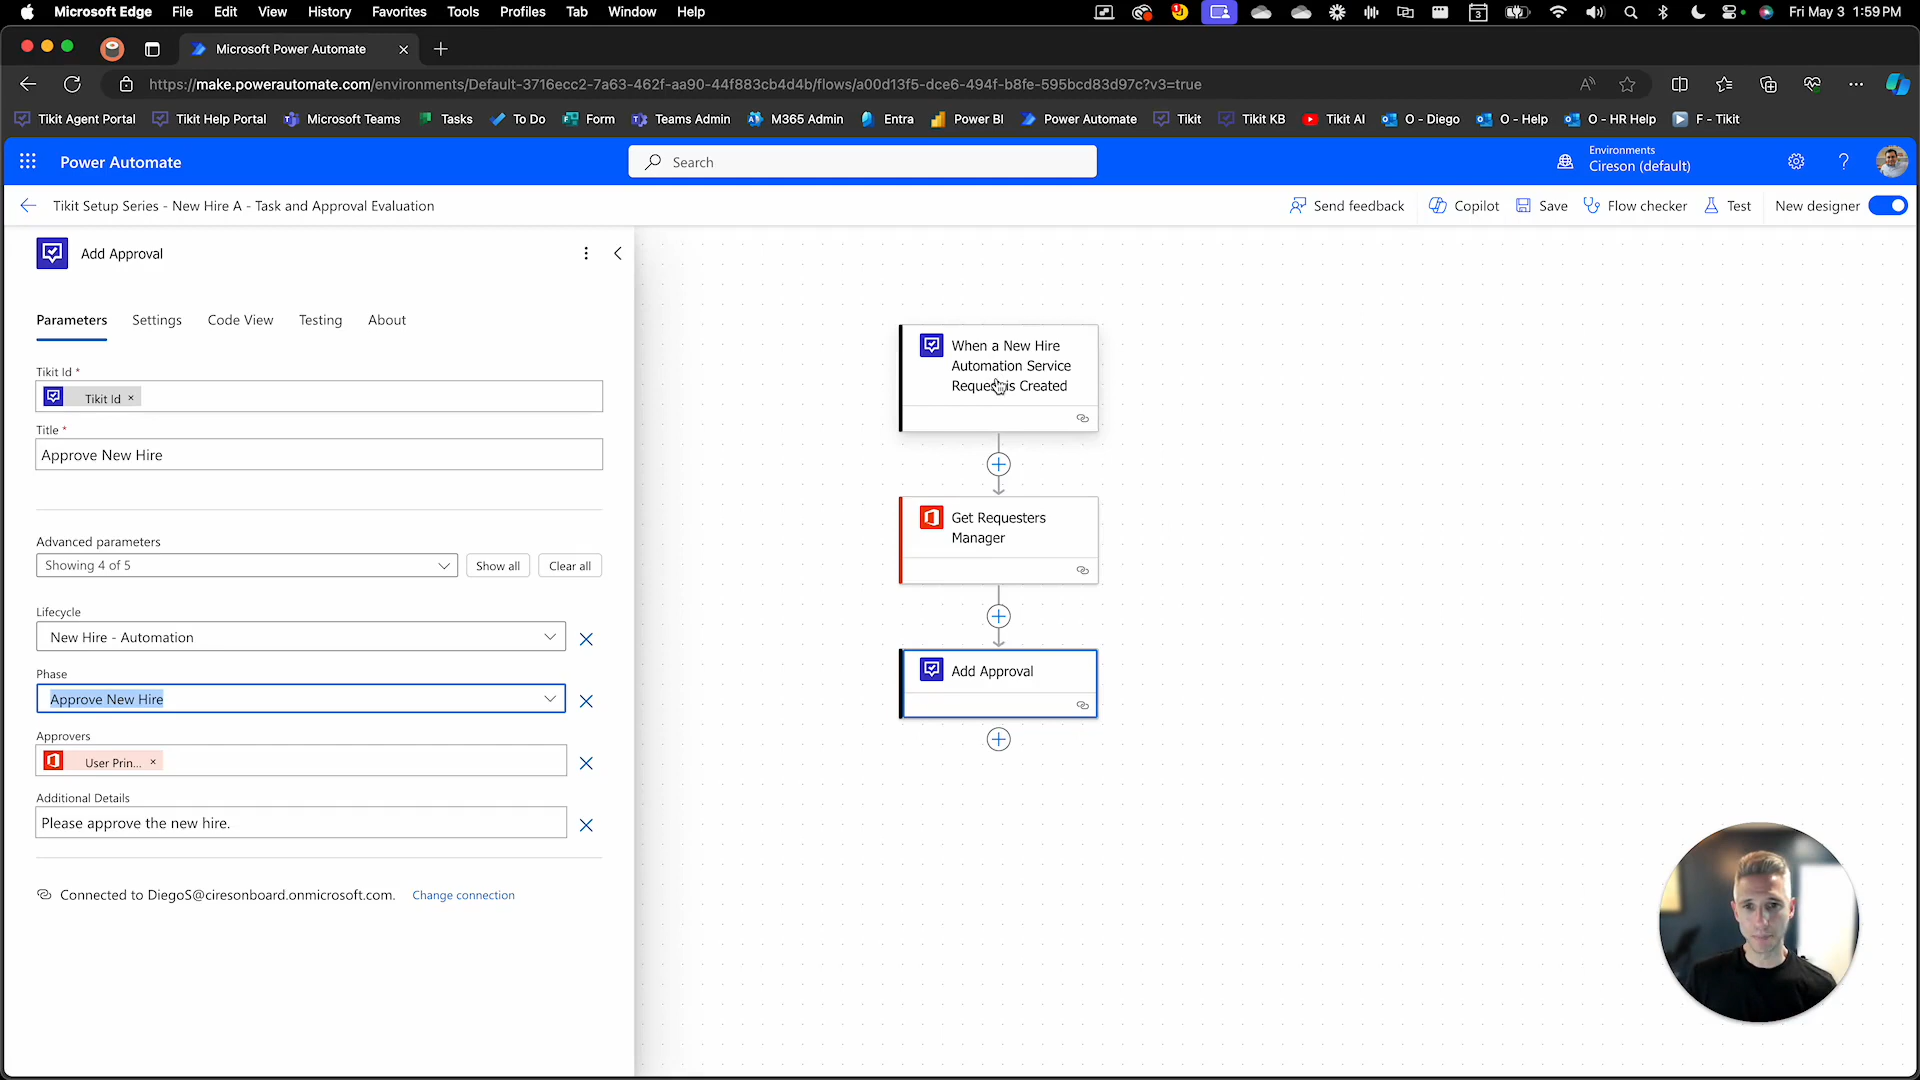 Microsoft Edge File Edit View History Favorites Tools Profiles Tab Window Help
3
Fri May 3 1:59 PM
Microsoft Power Automate
https://make.powerautomate.com/environments/Default-3716ecc2-7a63-462f-aa90-44f883cb4d4b/flows/a00d13f5-dce6-494f-b8fe-595bcd83d97c?v3=true
Tikit Agent Portal Tikit Help Portal Microsoft Teams Tasks To Do Form Teams Admin M365 Admin Entra Power BI Power Automate Tikit Tikit KB Tikit AI O - Diego O - Help O - HR Help F - Tikit
Power Automate
Search
Environments
Cireson (default)
Tikit Setup Series - New Hire A - Task and Approval Evaluation
Send feedback Copilot Save Flow checker Test New designer
Add Approval
Parameters Settings Code View Testing About
Tikit Id *
Tikit Id ×
Title *
Approve New Hire
Advanced parameters
Showing 4 of 5
Show all
Clear all
Lifecycle
New Hire - Automation
Phase
Approve New Hire
Approvers
User Prin... ×
Additional Details
Please approve the new hire.
Connected to DiegoS@ciresonboard.onmicrosoft.com. Change connection
When a New Hire
Automation Service
Request is Created
Get Requesters
Manager
Add Approval